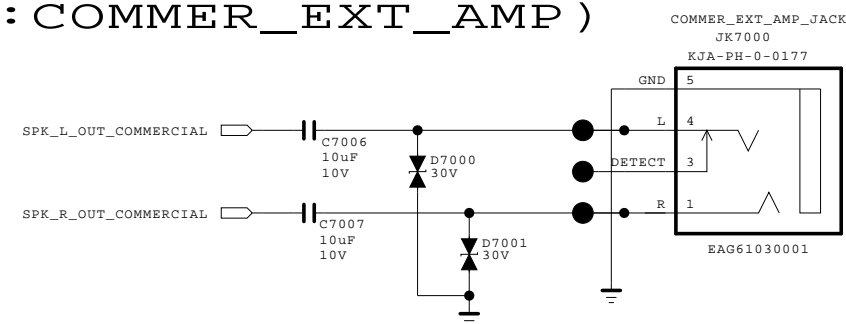 :COMMER_EXT_AMP)
COMMER_EXT_AMP_JACK
JK7000
KJA-PH-0-0177
GND 5
SPK_L_OUT_COMMERCIAL
L 4
C7006
10uF
10V
D7000
30V
DETECT 3
SPK_R_OUT_COMMERCIAL
R 1
C7007
10uF
10V
D7001
30V
EAG61030001